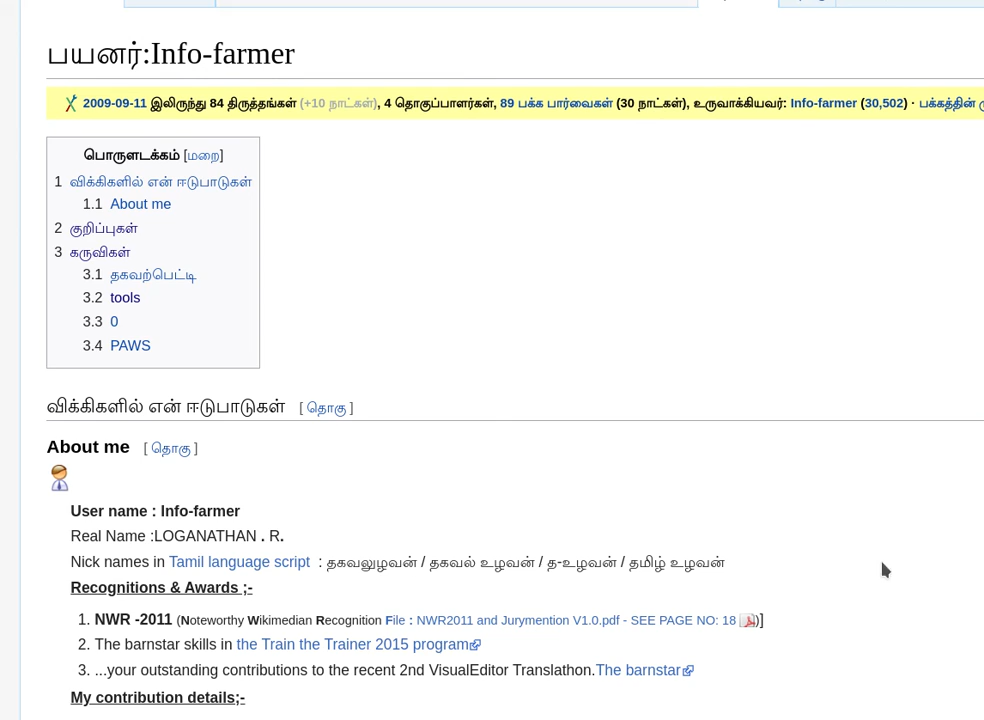 பயனர்:Info-farmer
2009-09-11 இலிருந்து 84 திருத்தங்கள் (+10 நாட்கள்), 4 தொகுப்பாளர்கள், 89 பக்க பார்வைகள் (30 நாட்கள்), உருவாக்கியவர்: Info-farmer (30,502) · பக்கத்தின்
பொருளடக்கம் [மறை]
1 விக்கிகளில் என் ஈடுபாடுகள்
1.1 About me
2 குறிப்புகள்
3 கருவிகள்
3.1 தகவற்பெட்டி
3.2 tools
3.3 0
3.4 PAWS
விக்கிகளில் என் ஈடுபாடுகள் [ தொகு ]
About me [ தொகு ]
User name : Info-farmer
Real Name :LOGANATHAN . R.
Nick names in Tamil language script : தகவலுழவன் / தகவல் உழவன் / த-உழவன் / தமிழ் உழவன்
Recognitions & Awards ;-
1. NWR -2011 (Noteworthy Wikimedian Recognition File : NWR2011 and Jurymention V1.0.pdf - SEE PAGE NO: 18 )]
2. The barnstar skills in the Train the Trainer 2015 program
3. ...your outstanding contributions to the recent 2nd VisualEditor Translathon.The barnstar
My contribution details;-